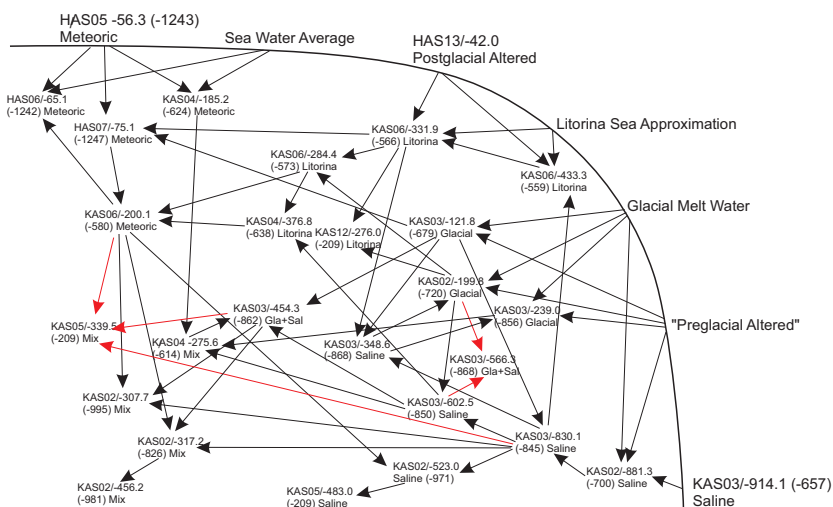 HAS05 -56.3 (-1243)
Meteoric
Sea Water Average
HAS13/-42.0
Postglacial Altered
HAS06/-65.1
(-1242) Meteoric
KAS04/-185.2
(-624) Meteoric
HAS07/-75.1
(-1247) Meteoric
KAS06/-331.9
(-566) Litorina
Litorina Sea Approximation
KAS06/-284.4
(-573) Litorina
KAS06/-433.3
(-559) Litorina
KAS06/-200.1
(-580) Meteoric
KAS04/-376.8
(-638) Litorina
KAS12/-276.0
(-209) Litorina
KAS03/-121.8
(-679) Glacial
Glacial Melt Water
KAS02/-199.8
(-720) Glacial
KAS03/-454.3
(-862) Gla+Sal
KAS03/-239.0
(-856) Glacial
"Preglacial Altered"
KAS05/-339.5
(-209) Mix
KAS04 -275.6
(-614) Mix
KAS03/-348.6
(-868) Saline
KAS03/-566.3
(-868) Gla+Sal
KAS02/-307.7
(-995) Mix
KAS03/-602.5
(-850) Saline
KAS02/-317.2
(-826) Mix
KAS03/-830.1
(-845) Saline
KAS02/-456.2
(-981) Mix
KAS02/-523.0
Saline (-971)
KAS02/-881.3
(-700) Saline
KAS05/-483.0
(-209) Saline
KAS03/-914.1 (-657)
Saline